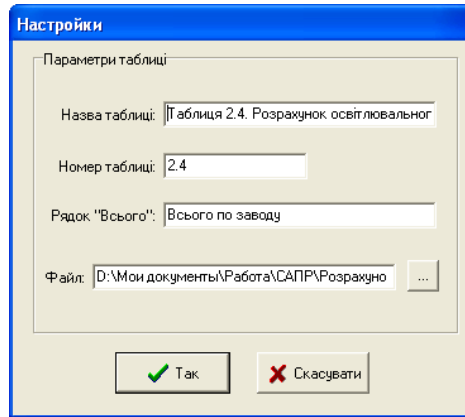 Настройки
Параметри таблиці
Назва таблиці: Таблиця 2.4. Розрахунок освітлювальног
Номер таблиці: 2.4
Рядок "Всього": Всього по заводу
Файл: D:\Мои документы\Работа\САПР\Розрахуно ...
Так Скасувати